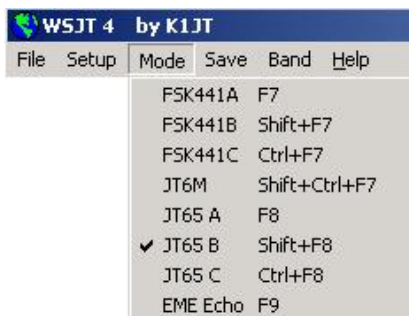 WSJT 4 by K1JT
File Setup Mode Save Band Help
FSK441A F7
FSK441B Shift+F7
FSK441C Ctrl+F7
JT6M Shift+Ctrl+F7
JT65 A F8
JT65 B Shift+F8
JT65 C Ctrl+F8
EME Echo F9